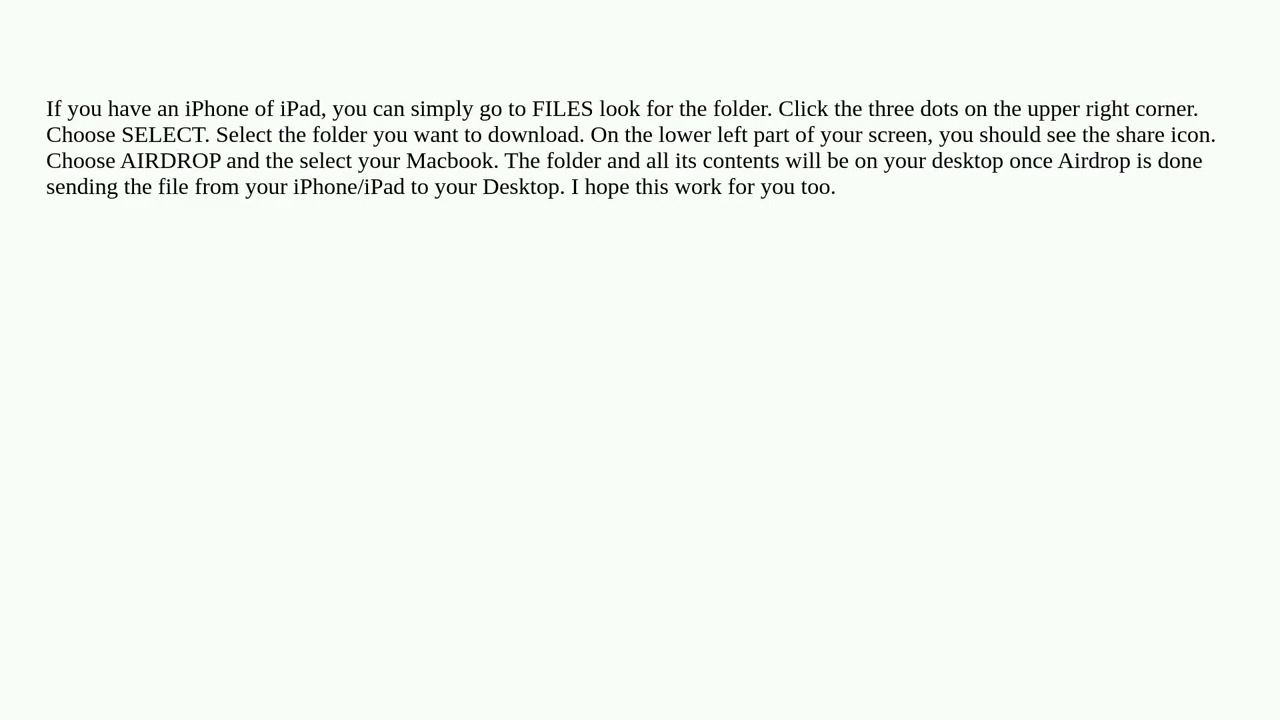 If you have an iPhone of iPad, you can simply go to FILES look for the folder. Click the three dots on the upper right corner.
Choose SELECT. Select the folder you want to download. On the lower left part of your screen, you should see the share icon.
Choose AIRDROP and the select your Macbook. The folder and all its contents will be on your desktop once Airdrop is done
sending the file from your iPhone/iPad to your Desktop. I hope this work for you too.